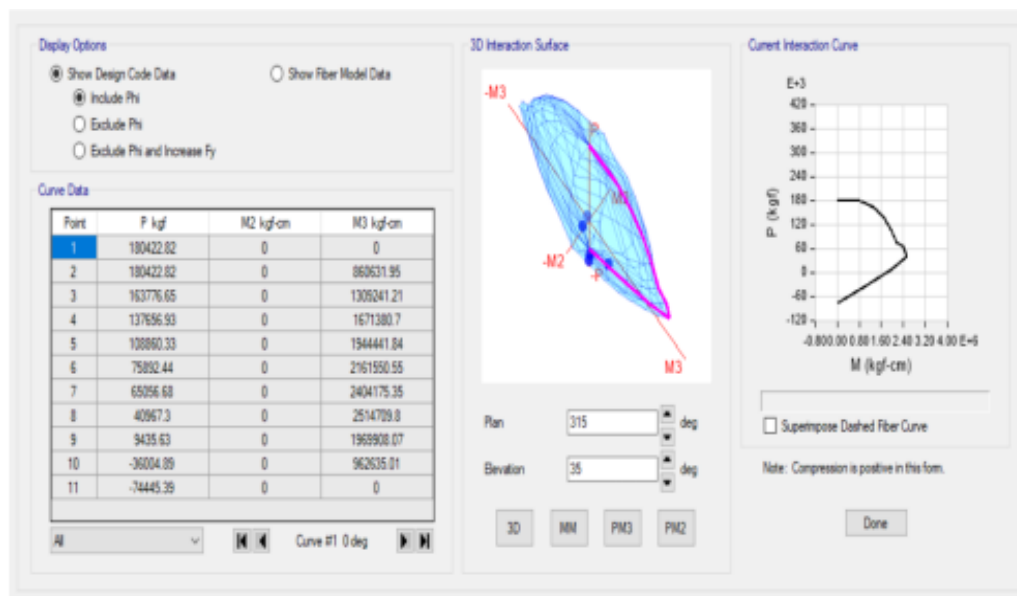 Display Options
Show Design Code Data
Show Fiber Model Data
Include Phi
Exclude Phi
Exclude Phi and Increase Fy
Curve Data
Point P kgf M2 kgf-cm M3 kgf-cm
1 180422.82 0 0
2 180422.82 0 860631.95
3 163776.65 0 1309241.21
4 137656.93 0 1671380.7
5 108860.33 0 1944441.84
6 75892.44 0 2161550.55
7 65056.68 0 2404175.35
8 40967.3 0 2514709.8
9 9435.63 0 1969908.07
10 -36004.89 0 962635.01
11 -74445.39 0 0
All
Curve #1 0 deg
3D Interaction Surface
-M3
P
M2
-M2
-P
M3
Plan 315 deg
Elevation 35 deg
3D MM PM3 PM2
Current Interaction Curve
E+3
420
360
300
240
180
120
60
0
-60
-120
P (kgf)
-0.80 0.00 0.80 1.60 2.40 3.20 4.00 E+6
M (kgf-cm)
Superimpose Dashed Fiber Curve
Note: Compression is positive in this form.
Done